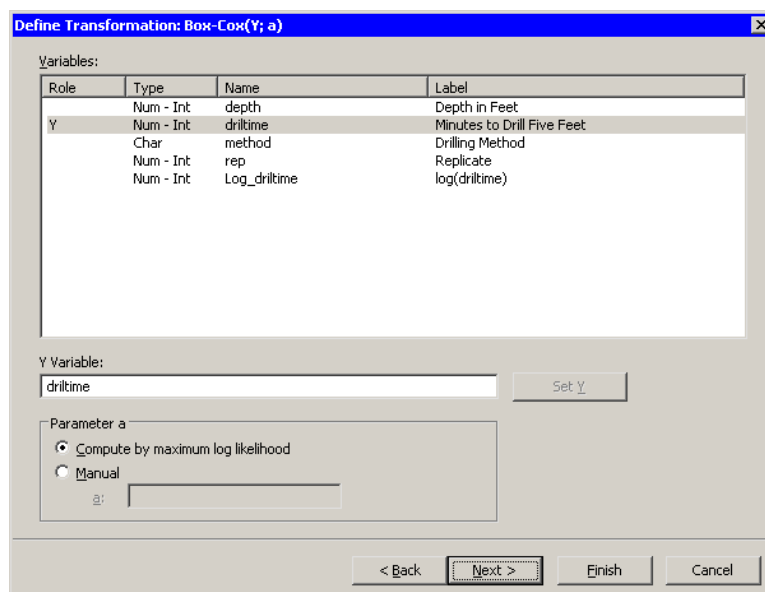 Define Transformation: Box-Cox(Y; a)
Variables:
Role Type Name Label
Num - Int depth Depth in Feet
Y Num - Int driltime Minutes to Drill Five Feet
Char method Drilling Method
Num - Int rep Replicate
Num - Int Log_driltime log(driltime)
Y Variable:
driltime Set Y
Parameter a
Compute by maximum log likelihood
Manual
a:
< Back Next > Finish Cancel